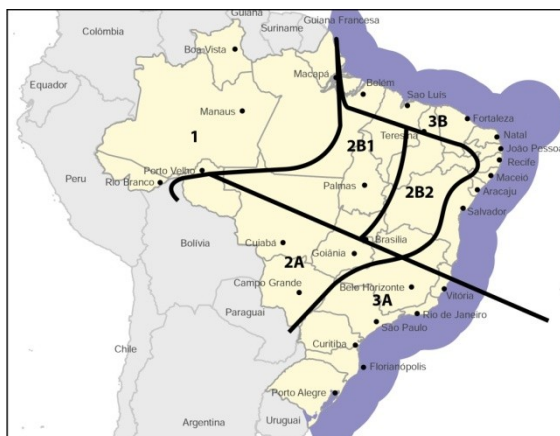 Colômbia
Guiana
Guiana Francesa
Suriname
Boa Vista
Equador
Macapá
Belém
Manaus
Sao Luís
1
3B
Fortaleza
Teresina
2B1
Natal
João Pessoa
Porto Velho
Recife
Rio Branco
Palmas
2B2
Maceió
Peru
Aracaju
Salvador
Bolívia
Cuiabá
Brasília
2A
Goiânia
Campo Grande
Belo Horizonte
3A
Vitória
Paraguai
Rio de Janeiro
São Paulo
Chile
Curitiba
Florianópolis
Porto Alegre
Argentina
Uruguai